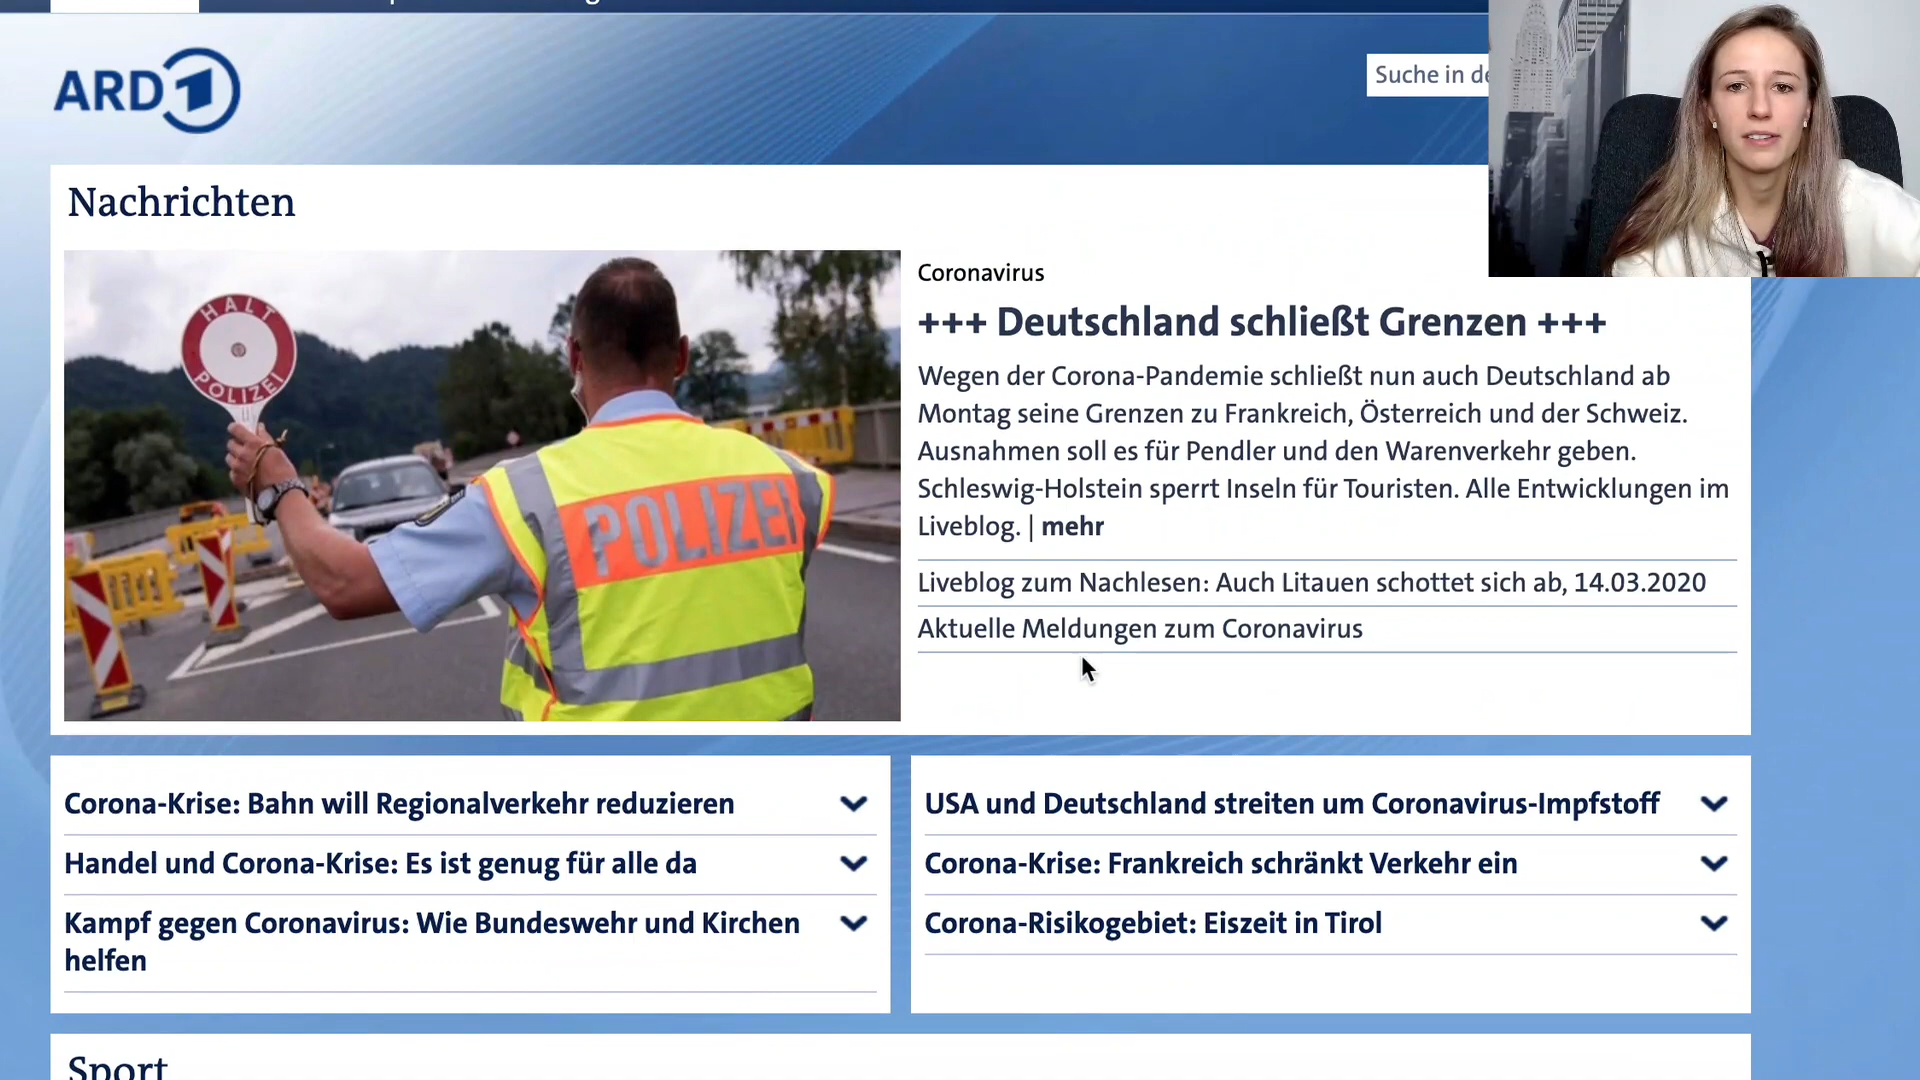 ARD 1
Suche in de
Nachrichten
HALT
POLIZEI
POLIZEI
Coronavirus
+++ Deutschland schließt Grenzen +++
Wegen der Corona-Pandemie schließt nun auch Deutschland ab
Montag seine Grenzen zu Frankreich, Österreich und der Schweiz.
Ausnahmen soll es für Pendler und den Warenverkehr geben.
Schleswig-Holstein sperrt Inseln für Touristen. Alle Entwicklungen im
Liveblog. | mehr
Liveblog zum Nachlesen: Auch Litauen schottet sich ab, 14.03.2020
Aktuelle Meldungen zum Coronavirus
Corona-Krise: Bahn will Regionalverkehr reduzieren
Handel und Corona-Krise: Es ist genug für alle da
Kampf gegen Coronavirus: Wie Bundeswehr und Kirchen
helfen
USA und Deutschland streiten um Coronavirus-Impfstoff
Corona-Krise: Frankreich schränkt Verkehr ein
Corona-Risikogebiet: Eiszeit in Tirol
Sport